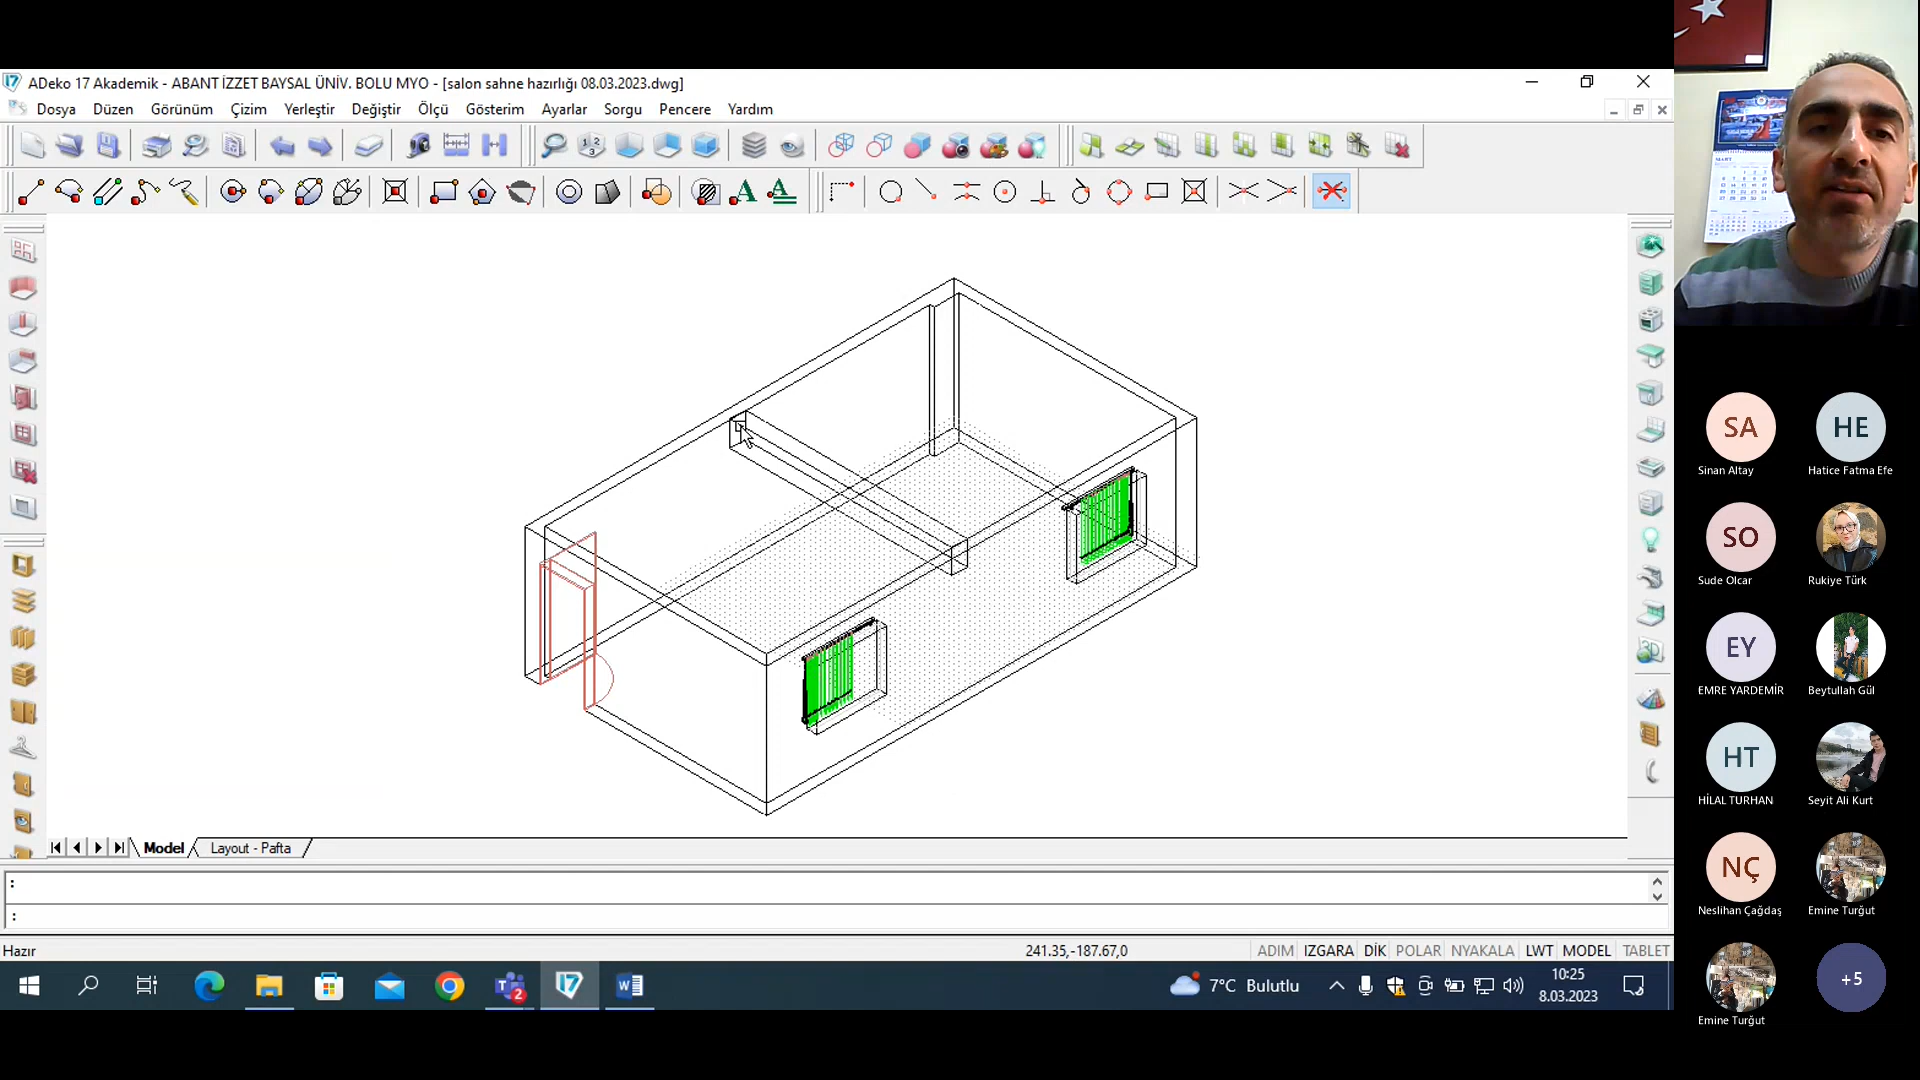 ADeko 17 Akademik - ABANT İZZET BAYSAL ÜNİV. BOLU MYO - [salon sahne hazırlığı 08.03.2023.dwg]
Dosya Düzen Görünüm Çizim Yerleştir Değiştir Ölçü Gösterim Ayarlar Sorgu Pencere Yardım
Model Layout - Pafta
:
:
Hazır 241.35,-187.67,0 ADIM IZGARA DİK POLAR NYAKALA LWT MODEL TABLET
7°C Bulutlu
10:25
8.03.2023
SA HE
Sinan Altay Hatice Fatma Efe
SO
Sude Olcar Rukiye Türk
EY
EMRE YARDEMİR Beytullah Gül
HT
HİLAL TURHAN Seyit Ali Kurt
NÇ
Neslihan Çağdaş Emine Turğut
+5
Emine Turğut